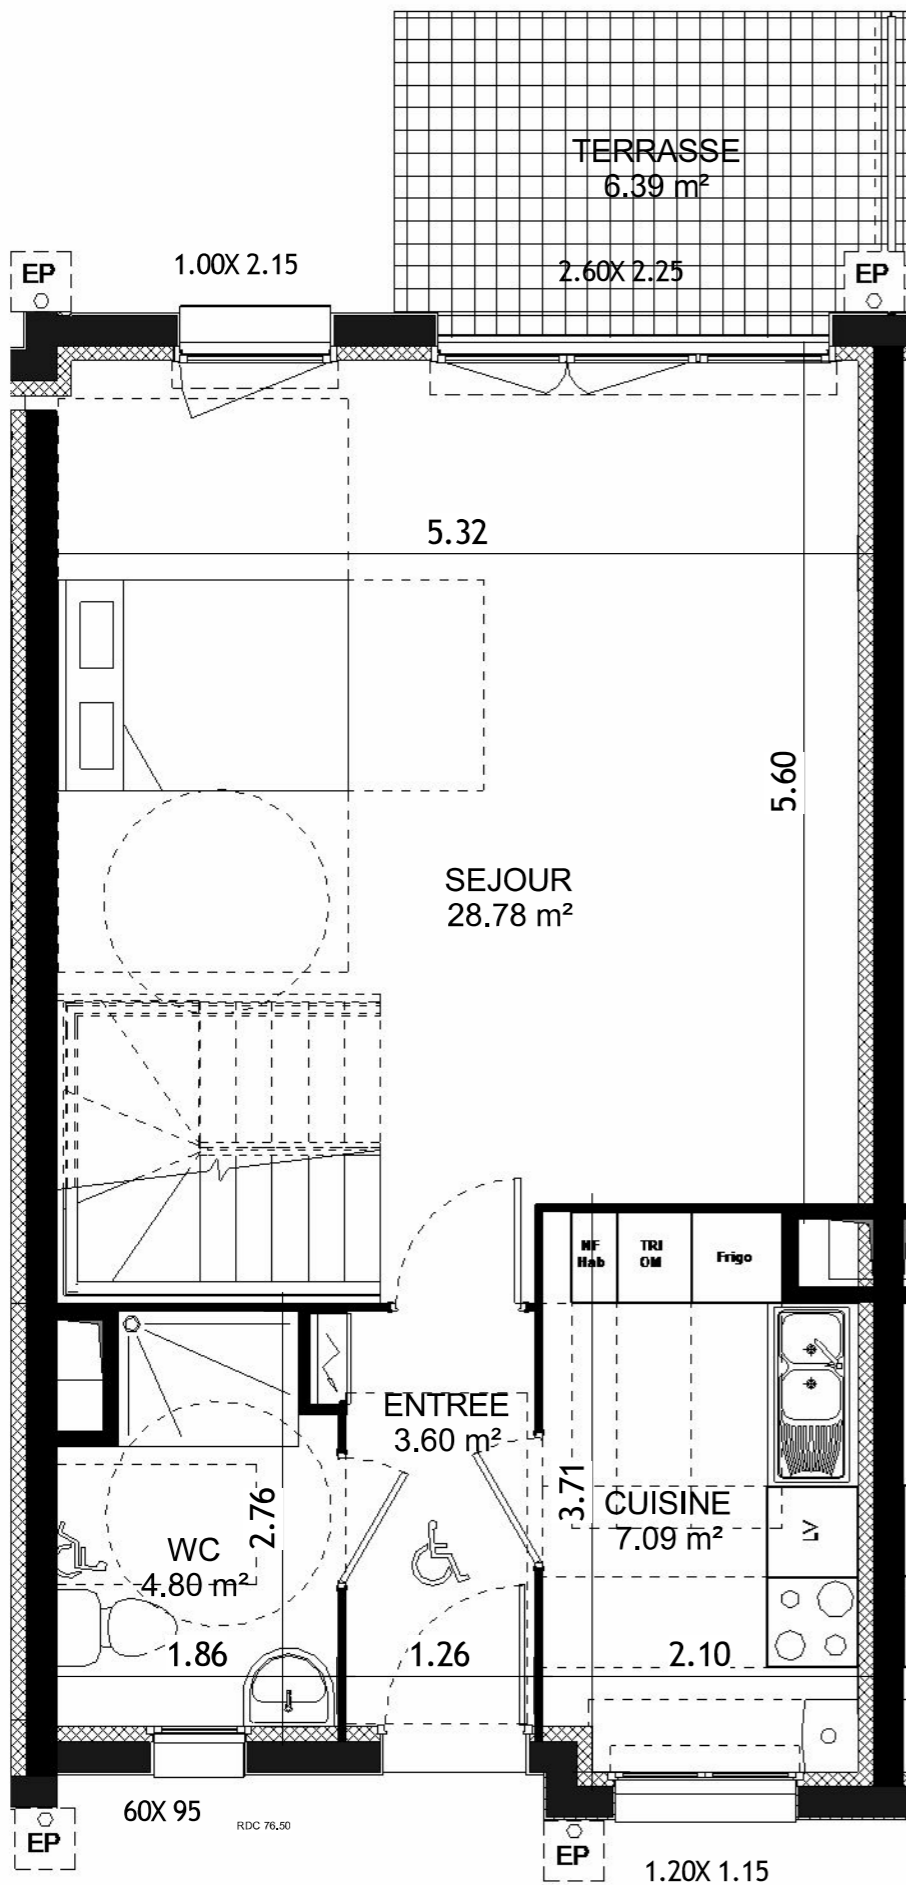 TERRASSE
6.39 m²
1.00X 2.15
2.60X 2.25
EP
EP
5.32
5.60
SEJOUR
28.78 m²
NF
Hab
TRI
OM
Frigo
ENTREE
3.60 m²
2.76
3.71
CUISINE
7.09 m²
LV
WC
4.80 m²
1.86
1.26
2.10
60X 95
RDC 76.50
EP
EP
1.20X 1.15